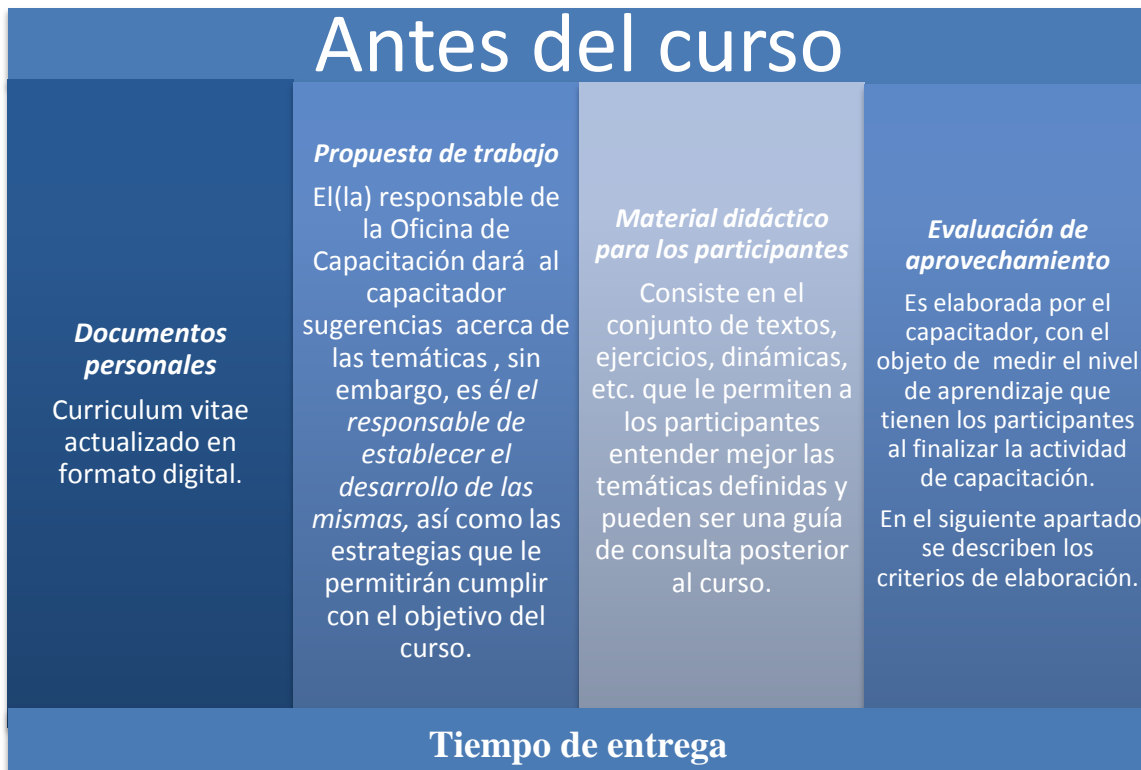 Antes del curso
Documentos
personales
Curriculum vitae
actualizado en
formato digital.
Propuesta de trabajo
El(la) responsable de
la Oficina de
Capacitación dará al
capacitador
sugerencias acerca de
las temáticas , sin
embargo, es él el
responsable de
establecer el
desarrollo de las
mismas, así como las
estrategias que le
permitirán cumplir
con el objetivo del
curso.
Material didáctico
para los participantes
Consiste en el
conjunto de textos,
ejercicios, dinámicas,
etc. que le permiten a
los participantes
entender mejor las
temáticas definidas y
pueden ser una guía
de consulta posterior
al curso.
Evaluación de
aprovechamiento
Es elaborada por el
capacitador, con el
objeto de medir el nivel
de aprendizaje que
tienen los participantes
al finalizar la actividad
de capacitación.
En el siguiente apartado
se describen los
criterios de elaboración.
Tiempo de entrega